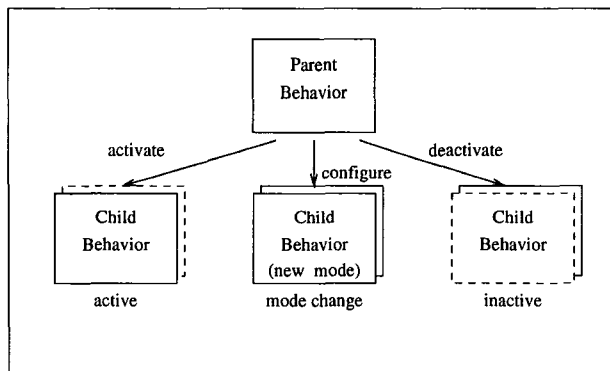 Parent
Behavior
activate
configure
deactivate
Child
Behavior
Child
Behavior
(new mode)
Child
Behavior
active
mode change
inactive